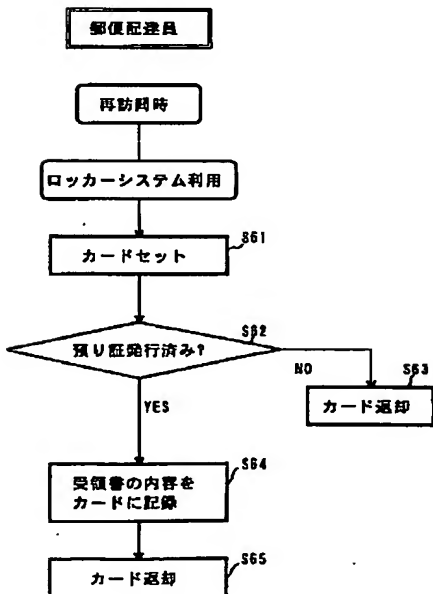 郵便配達員
再訪問時
ロッカーシステム利用
S61
カードセット
S62
預り証発行済み?
NO
S63
カード返却
YES
S64
受領書の内容を
カードに記録
S65
カード返却